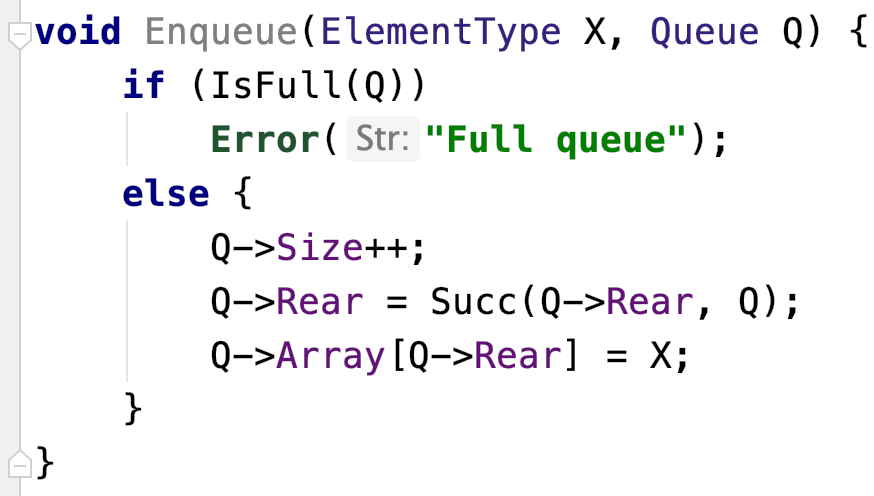 void Enqueue(ElementType X, Queue Q) {
    if (IsFull(Q))
        Error( Str: "Full queue");
    else {
        Q->Size++;
        Q->Rear = Succ(Q->Rear, Q);
        Q->Array[Q->Rear] = X;
    }
}